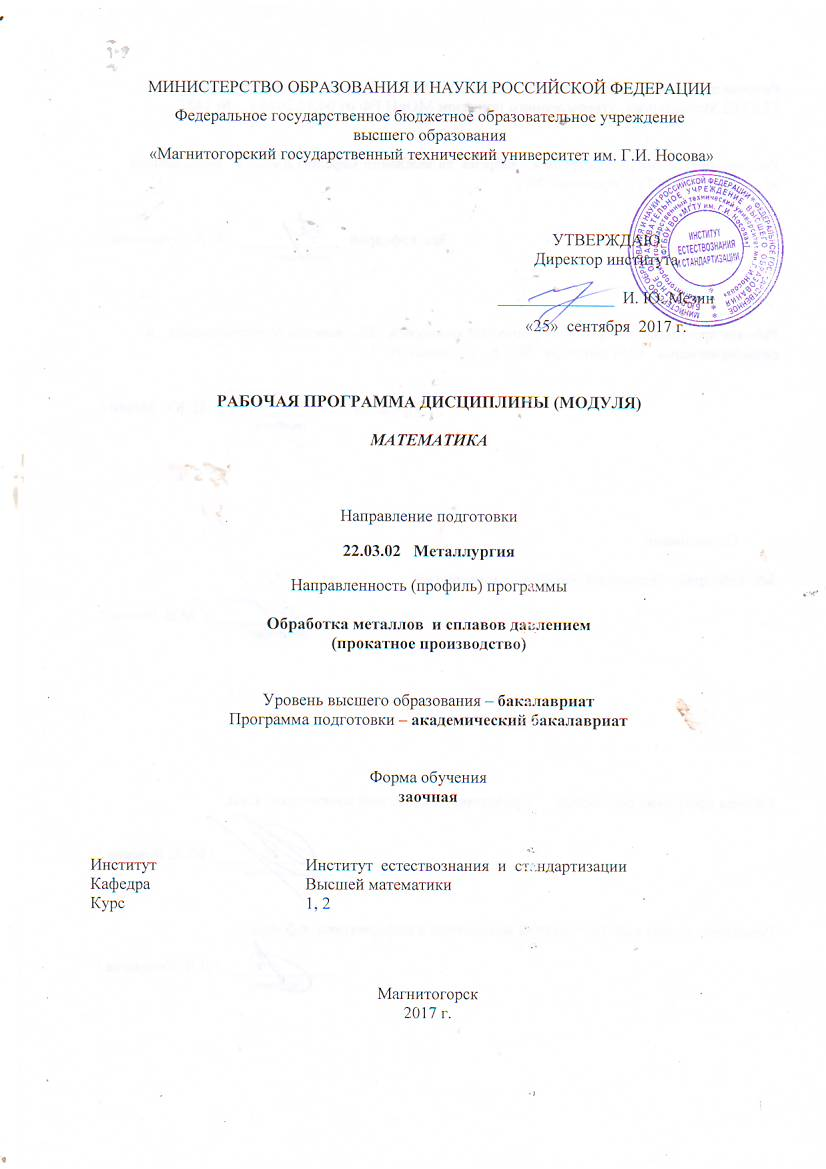 МИНИСТЕРСТВО ОБРАЗОВАНИЯ И НАУКИ РОССИЙСКОЙ ФЕДЕРАЦИИ
Федеральное государственное бюджетное образовательное учреждение
высшего образования
«Магнитогорский государственный технический университет им. Г.И. Носова»
УТВЕРЖДАЮ
Директор института
И. Ю. Мезин
«25» сентября 2017 г.
ИНСТИТУТ
ЕСТЕСТВОЗНАНИЯ
И СТАНДАРТИЗАЦИИ
РАБОЧАЯ ПРОГРАММА ДИСЦИПЛИНЫ (МОДУЛЯ)
МАТЕМАТИКА
Направление подготовки
22.03.02 Металлургия
Направленность (профиль) программы
Обработка металлов и сплавов давлением
(прокатное производство)
Уровень высшего образования – бакалавриат
Программа подготовки – академический бакалавриат
Форма обучения
заочная
Институт Институт естествознания и стандартизации
Кафедра Высшей математики
Курс 1, 2
Магнитогорск
2017 г.